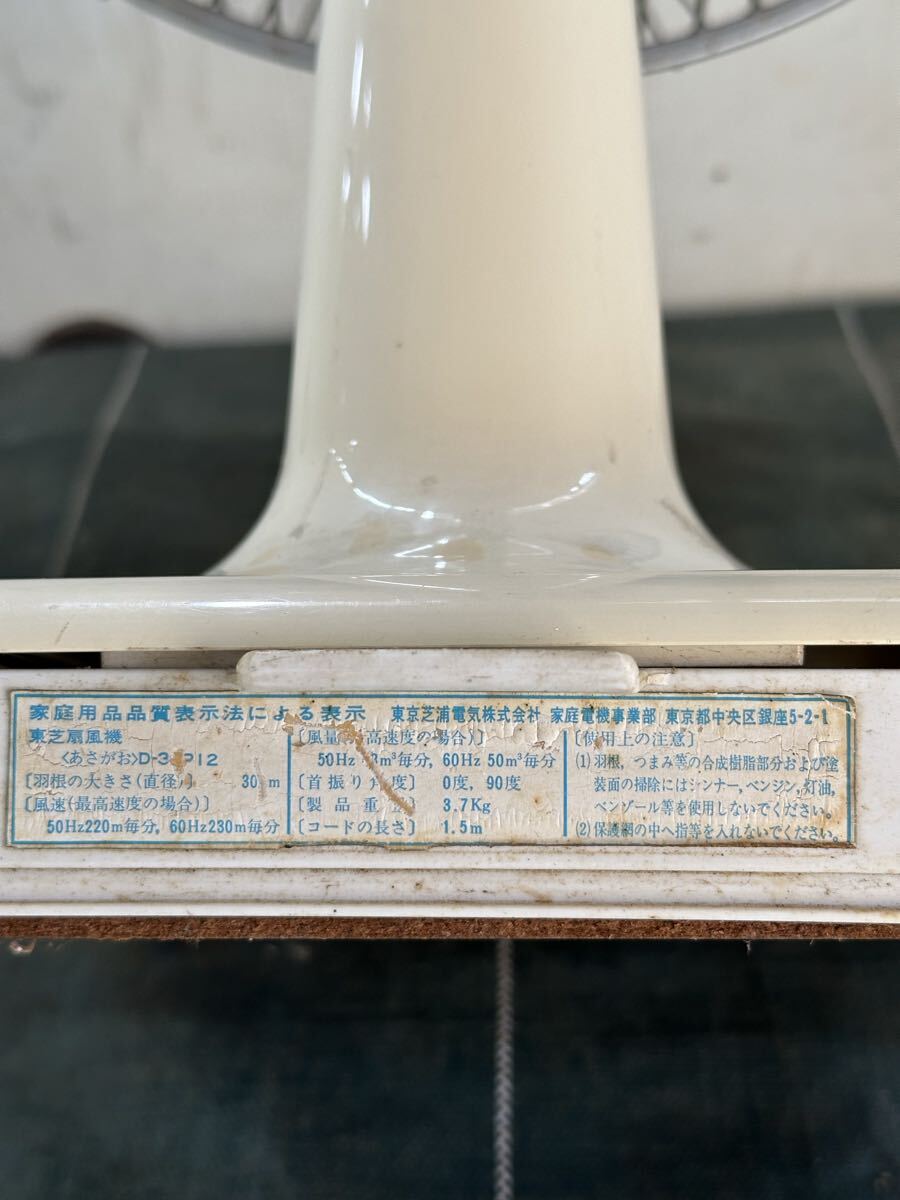 家庭用品品質表示法による表示 東京芝浦電気株式会社 家庭電機事業部 東京都中央区銀座5-2-1
東芝扇風機
〈あさがお〉D-3 P12
〔羽根の大きさ(直径)〕 30 m
〔風速(最高速度の場合)〕
50Hz220m毎分, 60Hz230m毎分
〔風量 高速度の場合)〕
50Hz 3m³毎分, 60Hz 50m³毎分
〔首振り 度〕 0度, 90度
〔製品重 〕 3.7Kg
〔コードの長さ〕 1.5m
〔使用上の注意〕
(1) 羽根, つまみ等の合成樹脂部分および塗
装面の掃除にはシンナー, ベンジン, 灯油,
ベンゾール等を使用しないでください。
(2) 保護網の中へ指等を入れないでください。